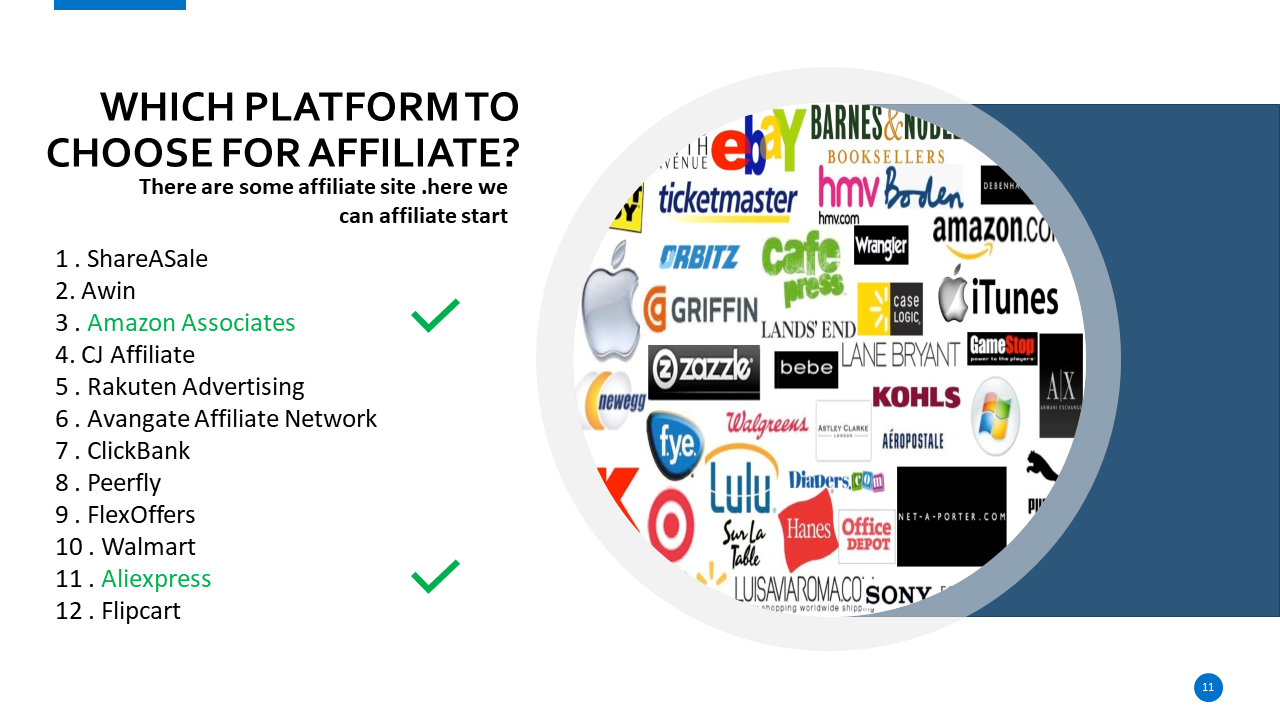 WHICH PLATFORM TO
CHOOSE FOR AFFILIATE?
There are some affiliate site .here we
can affiliate start
1 . ShareASale
2. Awin
3 . Amazon Associates
4. CJ Affiliate
5 . Rakuten Advertising
6 . Avangate Affiliate Network
7 . ClickBank
8 . Peerfly
9 . FlexOffers
10 . Walmart
11 . Aliexpress
12 . Flipcart
ebay
BARNES&NOBLE
BOOKSELLERS
AVENUE
ticketmaster
hmv
hmv.com
Boden
DEBENHA
amazon.co
ORBITZ
cafe
press
Wrangler
GRIFFIN
case
LOGIC
iTunes
LANDS' END
zazzle
bebe
LANE BRYANT
GameStop
power to the players
A|X
ARMANI EXCHANGE
newegg
KOHLS
f.y.e.
Walgreens
ASTLEY CLARKE
LONDON
AÉROPOSTALE
LULU
DIAPERS.COM
NET-A-PORTER.COM
Sur La
Table
Hanes
Office
DEPOT
LUISAVIAROMA.CO
shopping worldwide shipp
SONY
11